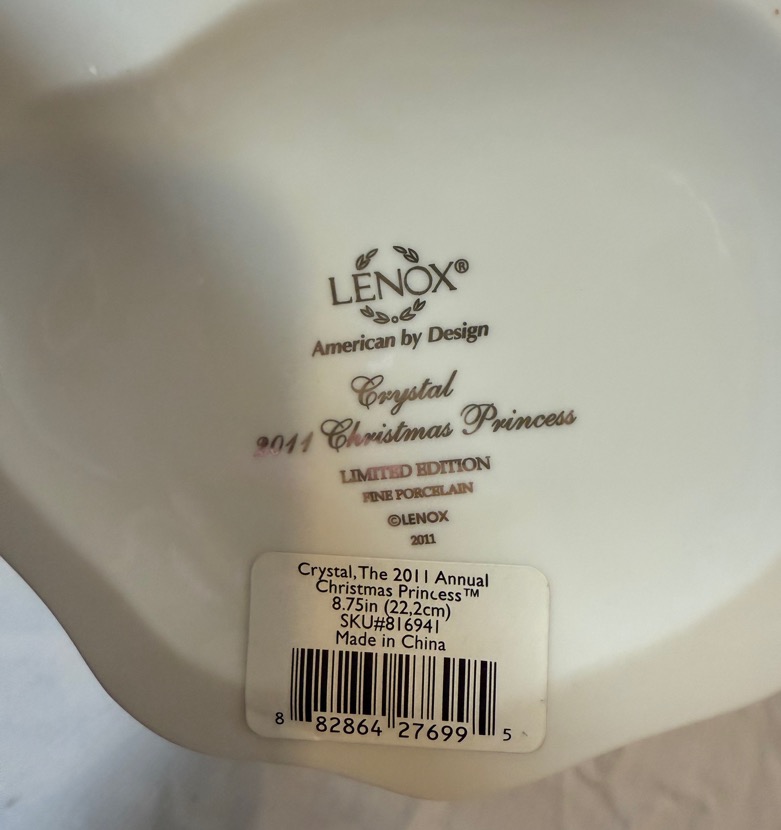 LENOX®
American by Design
Crystal
2011 Christmas Princess
LIMITED EDITION
FINE PORCELAIN
©LENOX
2011
Crystal, The 2011 Annual
Christmas Princess™
8.75in (22,2cm)
SKU#816941
Made in China
8 82864 27699 5